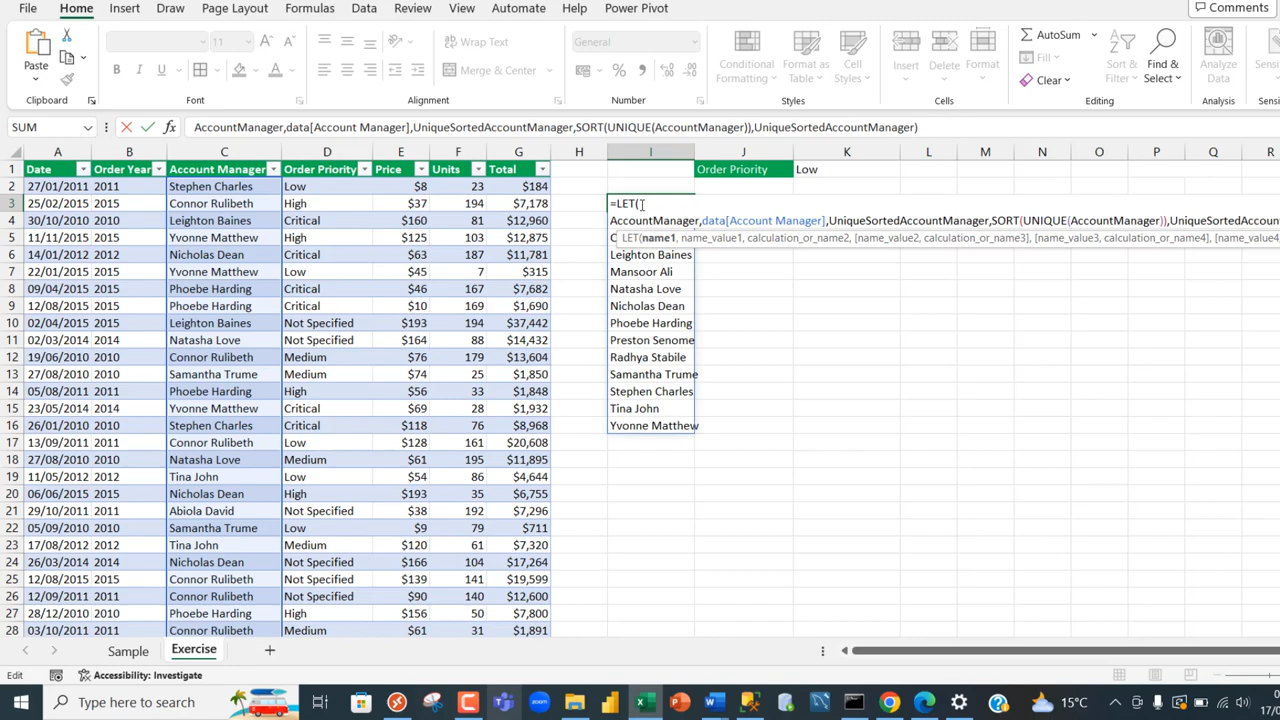 File Home Insert Draw Page Layout Formulas Data Review View Automate Help Power Pivot Comments
Paste
11
B I U
Wrap Text
Merge & Center
General
Conditional Formatting
Format as Table
Cell Styles
Insert
Delete
Format
AutoSum
Fill
Clear
Sort & Filter
Find & Select
Analyze Data
Clipboard Font Alignment Number Styles Cells Editing Analysis
SUM AccountManager,data[Account Manager],UniqueSortedAccountManager,SORT(UNIQUE(AccountManager)),UniqueSortedAccountManager)
A B C D E F G H I J K L M N O P Q R
1 Date Order Year Account Manager Order Priority Price Units Total Order Priority Low
2 27/01/2011 2011 Stephen Charles Low $8 23 $184
3 25/02/2015 2015 Connor Rulibeth High $37 194 $7,178 =LET(
4 30/10/2010 2010 Leighton Baines Critical $160 81 $12,960 AccountManager,data[Account Manager],UniqueSortedAccountManager,SORT(UNIQUE(AccountManager)),UniqueSortedAccoun
5 11/11/2015 2015 Yvonne Matthew High $125 103 $12,875 LET(name1, name_value1, calculation_or_name2, [name_value2, calculation_or_name3], [name_value3, calculation_or_name4], [name_value4
6 14/01/2012 2012 Nicholas Dean Critical $63 187 $11,781 Leighton Baines
7 22/01/2015 2015 Yvonne Matthew Low $45 7 $315 Mansoor Ali
8 09/04/2015 2015 Phoebe Harding Critical $46 167 $7,682 Natasha Love
9 12/08/2015 2015 Phoebe Harding Critical $10 169 $1,690 Nicholas Dean
10 02/04/2015 2015 Leighton Baines Not Specified $193 194 $37,442 Phoebe Harding
11 02/03/2014 2014 Natasha Love Not Specified $164 88 $14,432 Preston Senome
12 19/06/2010 2010 Connor Rulibeth Medium $76 179 $13,604 Radhya Stabile
13 27/08/2010 2010 Samantha Trume Medium $74 25 $1,850 Samantha Trume
14 05/08/2011 2011 Phoebe Harding High $56 33 $1,848 Stephen Charles
15 23/05/2014 2014 Yvonne Matthew Critical $69 28 $1,932 Tina John
16 26/01/2010 2010 Stephen Charles Critical $118 76 $8,968 Yvonne Matthew
17 13/09/2011 2011 Connor Rulibeth Low $128 161 $20,608
18 27/08/2010 2010 Natasha Love Medium $61 195 $11,895
19 11/05/2012 2012 Tina John Low $54 86 $4,644
20 06/06/2015 2015 Nicholas Dean High $193 35 $6,755
21 29/10/2011 2011 Abiola David Not Specified $38 192 $7,296
22 05/09/2010 2010 Samantha Trume Low $9 79 $711
23 17/08/2012 2012 Tina John Medium $120 61 $7,320
24 26/03/2014 2014 Nicholas Dean Not Specified $166 104 $17,264
25 12/08/2015 2015 Connor Rulibeth Not Specified $139 141 $19,599
26 12/09/2011 2011 Connor Rulibeth Not Specified $90 140 $12,600
27 28/12/2010 2010 Phoebe Harding High $156 50 $7,800
28 03/10/2011 2011 Connor Rulibeth Medium $61 31 $1,891
Sample Exercise
Edit Accessibility: Investigate
Type here to search 15°C